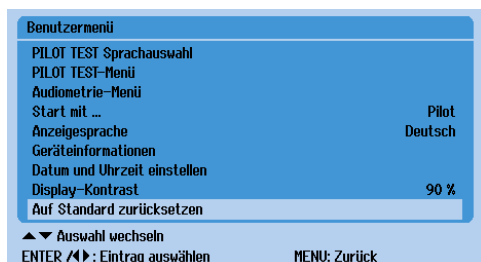 Benutzermenü
PILOT TEST Sprachauswahl
PILOT TEST-Menü
Audiometrie-Menü
Start mit ... Pilot
Anzeigesprache Deutsch
Geräteinformationen
Datum und Uhrzeit einstellen
Display-Kontrast 90 %
Auf Standard zurücksetzen
▲▼ Auswahl wechseln
ENTER /◀▶: Eintrag auswählen MENU: Zurück